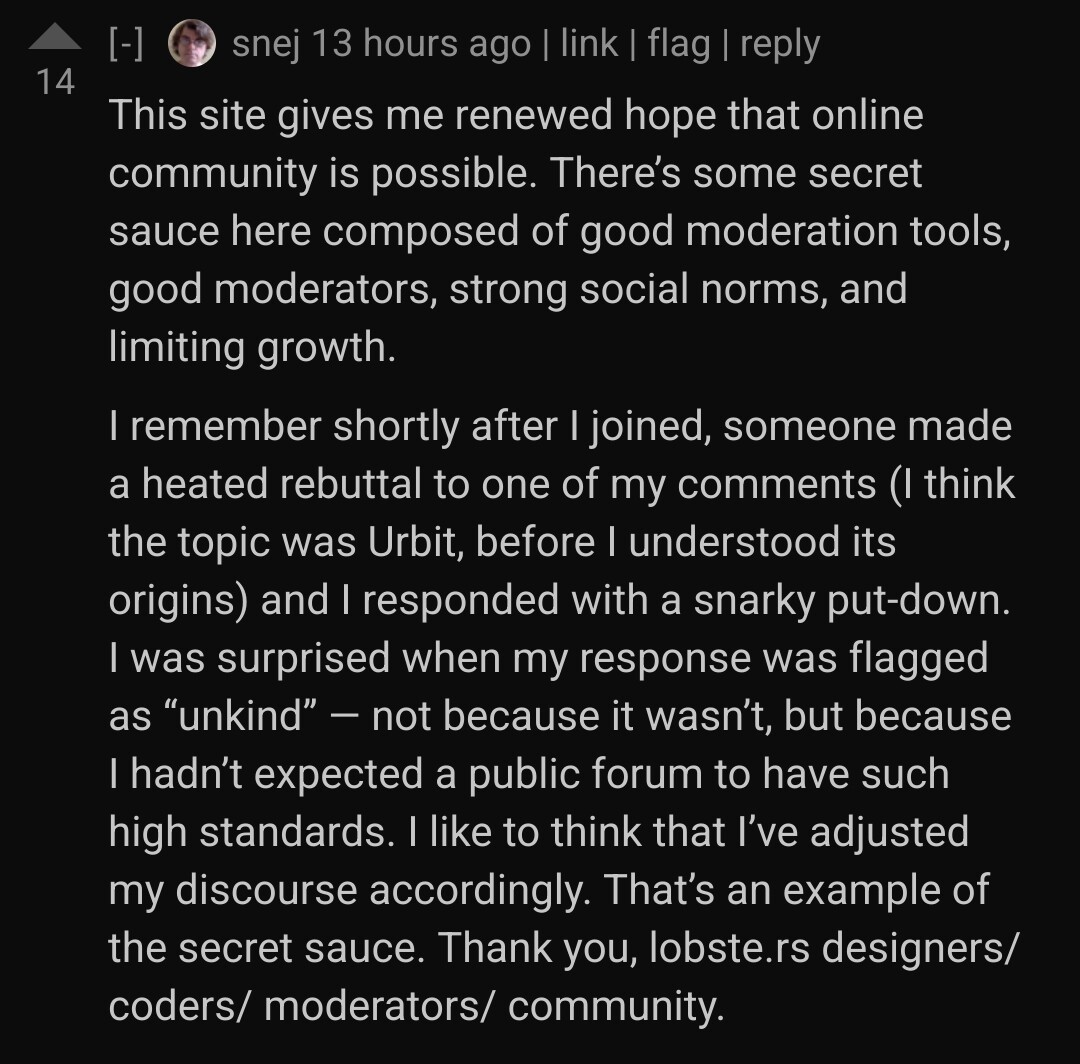 [-] snej 13 hours ago | link | flag | reply
14
This site gives me renewed hope that online
community is possible. There’s some secret
sauce here composed of good moderation tools,
good moderators, strong social norms, and
limiting growth.
I remember shortly after I joined, someone made
a heated rebuttal to one of my comments (I think
the topic was Urbit, before I understood its
origins) and I responded with a snarky put-down.
I was surprised when my response was flagged
as “unkind” — not because it wasn’t, but because
I hadn’t expected a public forum to have such
high standards. I like to think that I’ve adjusted
my discourse accordingly. That’s an example of
the secret sauce. Thank you, lobste.rs designers/
coders/ moderators/ community.